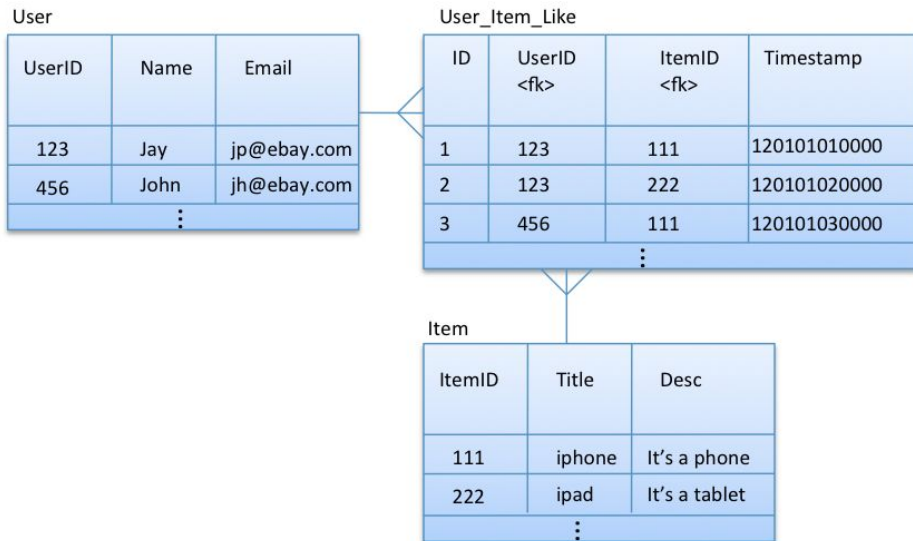 User
UserID Name Email
123 Jay jp@ebay.com
456 John jh@ebay.com
User_Item_Like
ID UserID ItemID Timestamp
<fk> <fk>
1 123 111 120101010000
2 123 222 120101020000
3 456 111 120101030000
Item
ItemID Title Desc
111 iphone It’s a phone
222 ipad It’s a tablet